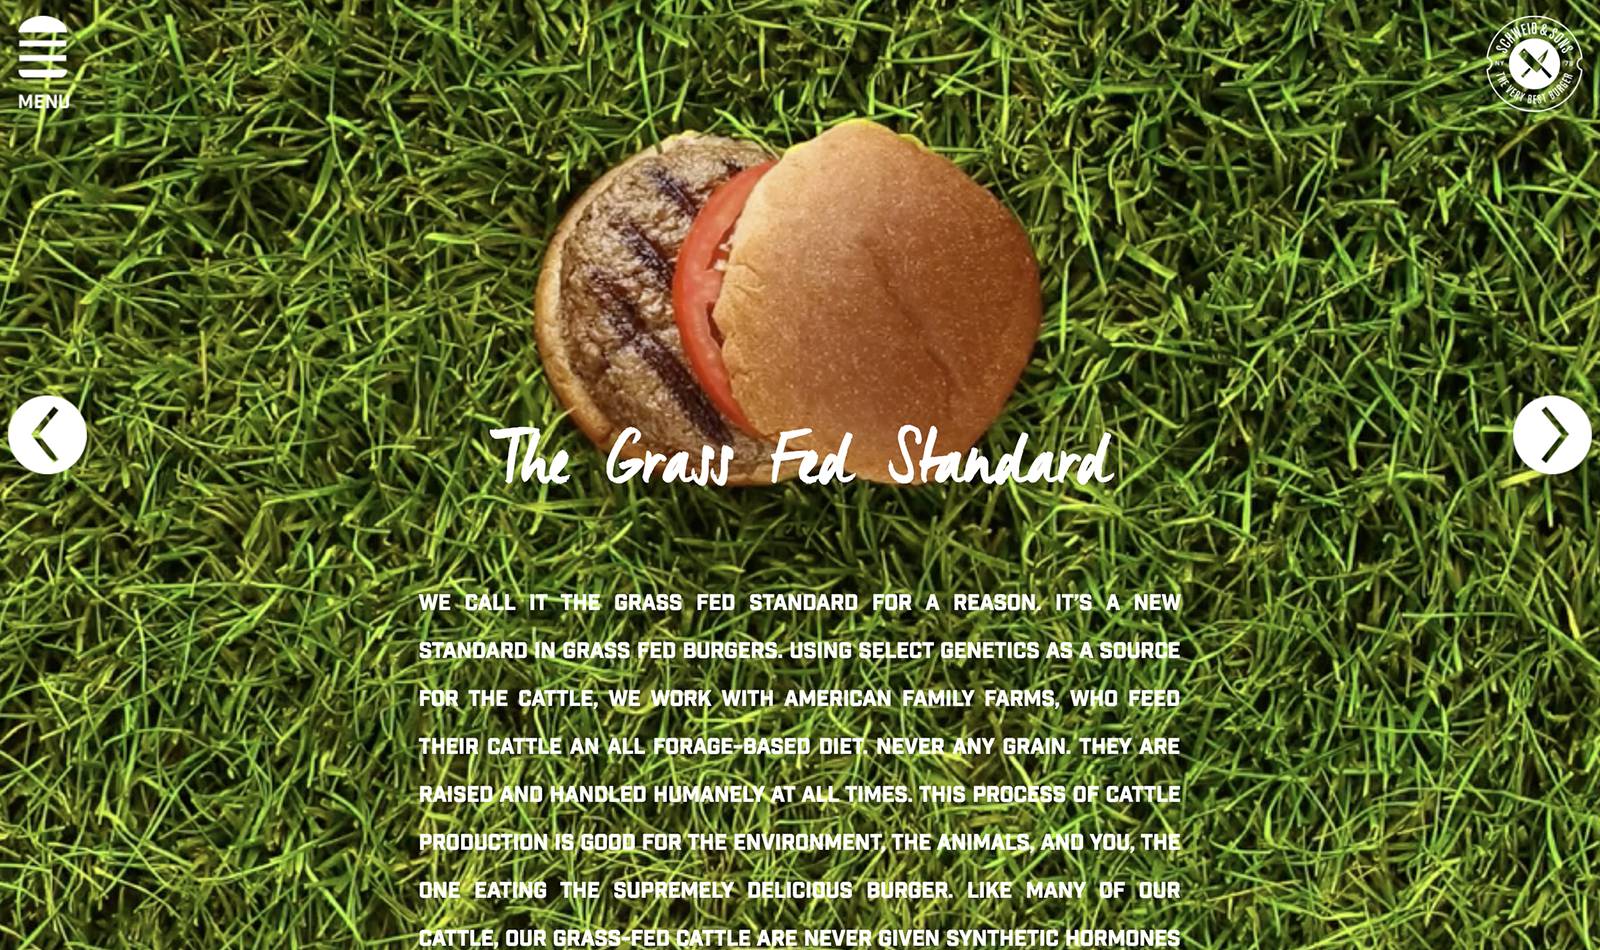 MENU
SCHWEID & SONS
NY 78
THE VERY BEST BURGER
The Grass Fed Standard
WE CALL IT THE GRASS FED STANDARD FOR A REASON. IT'S A NEW
STANDARD IN GRASS FED BURGERS. USING SELECT GENETICS AS A SOURCE
FOR THE CATTLE, WE WORK WITH AMERICAN FAMILY FARMS, WHO FEED
THEIR CATTLE AN ALL FORAGE-BASED DIET. NEVER ANY GRAIN. THEY ARE
RAISED AND HANDLED HUMANELY AT ALL TIMES. THIS PROCESS OF CATTLE
PRODUCTION IS GOOD FOR THE ENVIRONMENT, THE ANIMALS, AND YOU, THE
ONE EATING THE SUPREMELY DELICIOUS BURGER. LIKE MANY OF OUR
CATTLE, OUR GRASS-FED CATTLE ARE NEVER GIVEN SYNTHETIC HORMONES